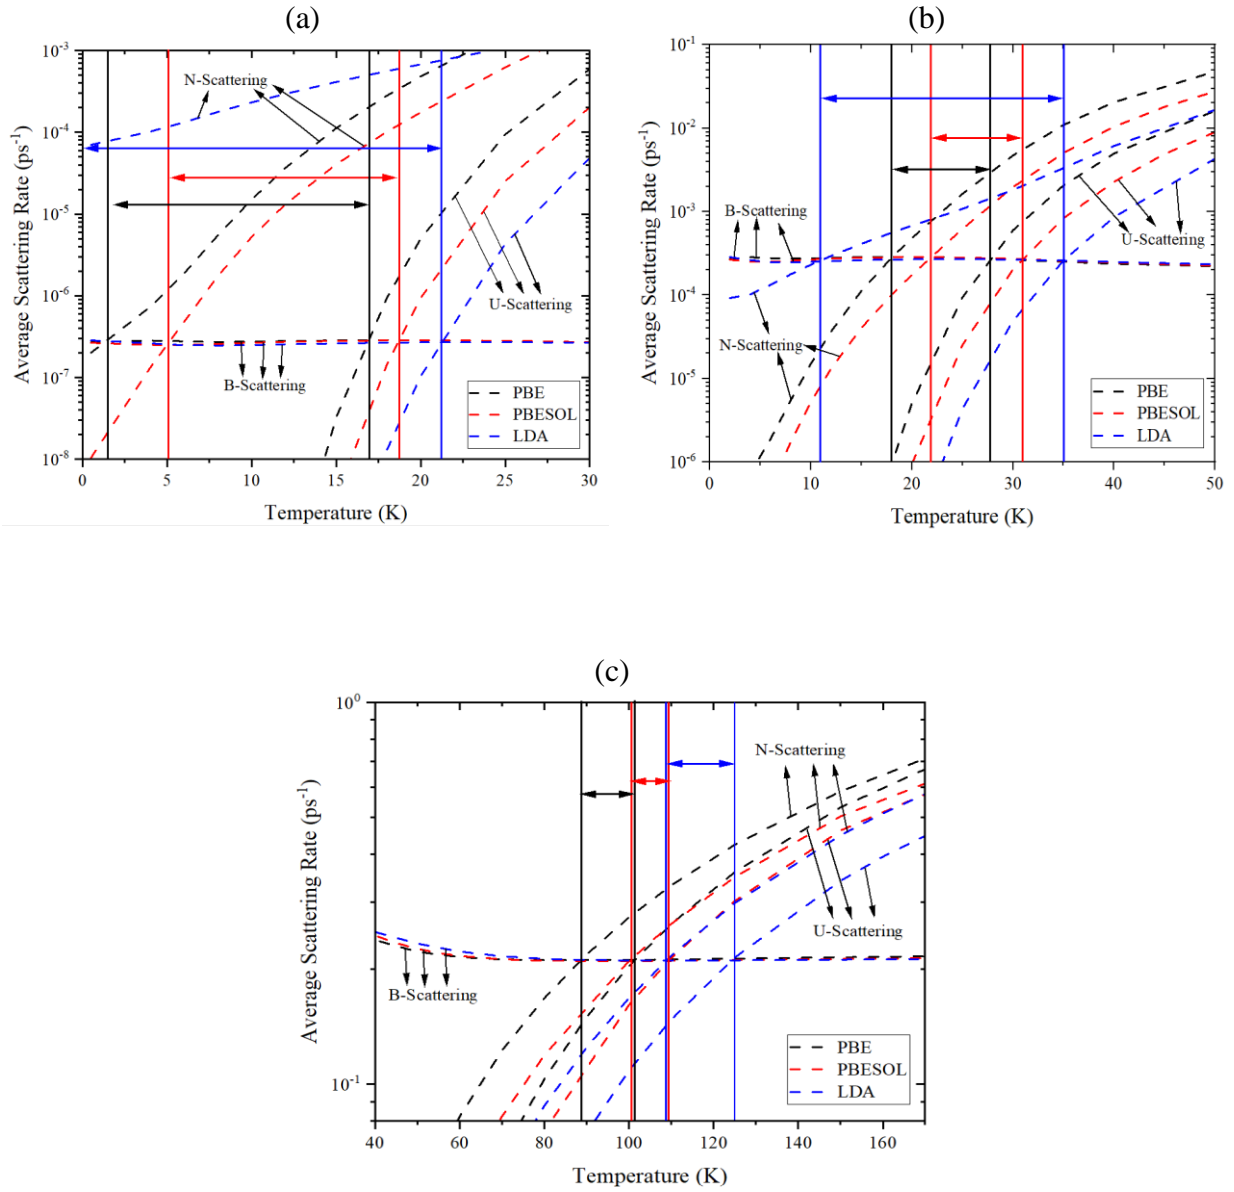 (a)
10⁻³
10⁻⁴
10⁻⁵
10⁻⁶
10⁻⁷
10⁻⁸
Average Scattering Rate (ps⁻¹)
N-Scattering
U-Scattering
B-Scattering
PBE
PBESOL
LDA
0 5 10 15 20 25 30
Temperature (K)
(b)
10⁻¹
10⁻²
10⁻³
10⁻⁴
10⁻⁵
10⁻⁶
Average Scattering Rate (ps⁻¹)
B-Scattering
U-Scattering
N-Scattering
PBE
PBESOL
LDA
0 10 20 30 40 50
Temperature (K)
(c)
10⁰
10⁻¹
Average Scattering Rate (ps⁻¹)
N-Scattering
U-Scattering
B-Scattering
PBE
PBESOL
LDA
40 60 80 100 120 140 160
Temperature (K)